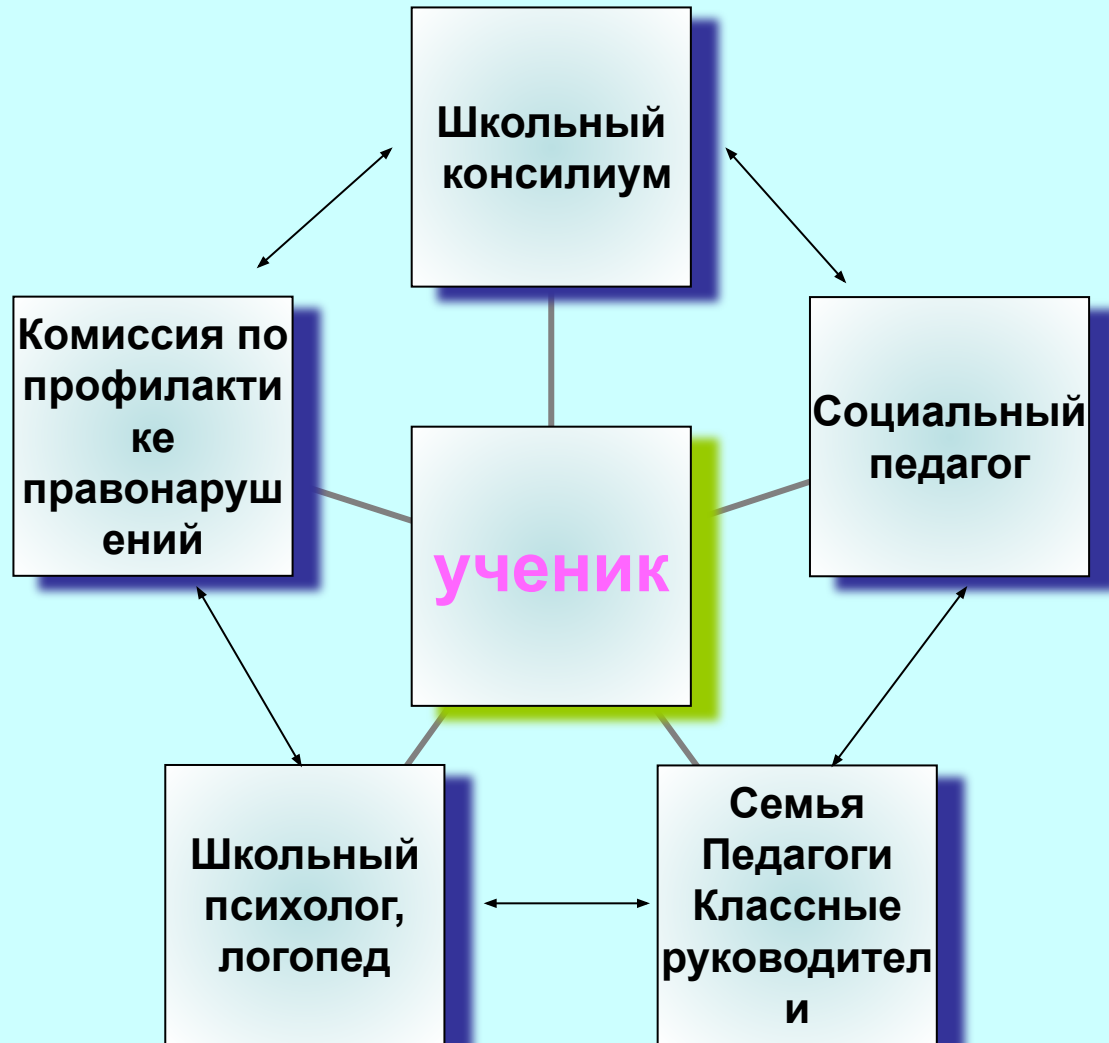 Школьный
консилиум
Комиссия по
профилакти
ке
правонаруш
ений
Социальный
педагог
ученик
Школьный
психолог,
логопед
Семья
Педагоги
Классные
руководител
и